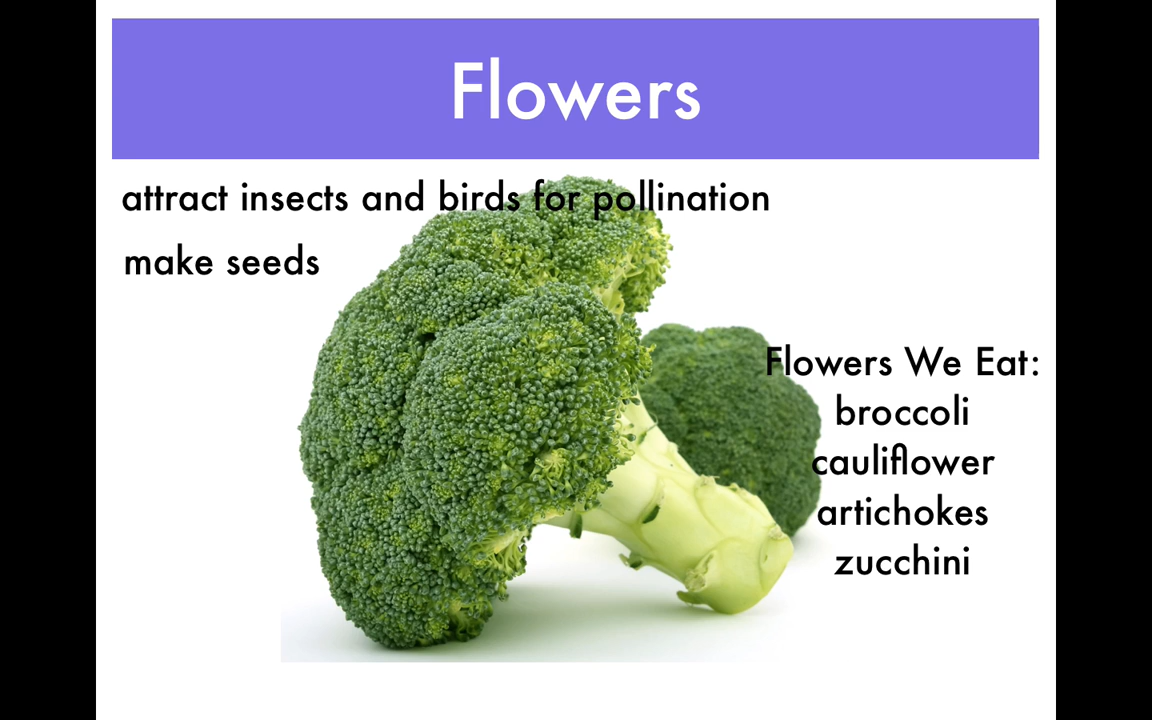 Flowers
attract insects and birds for pollination
make seeds
Flowers We Eat:
broccoli
cauliflower
artichokes
zucchini